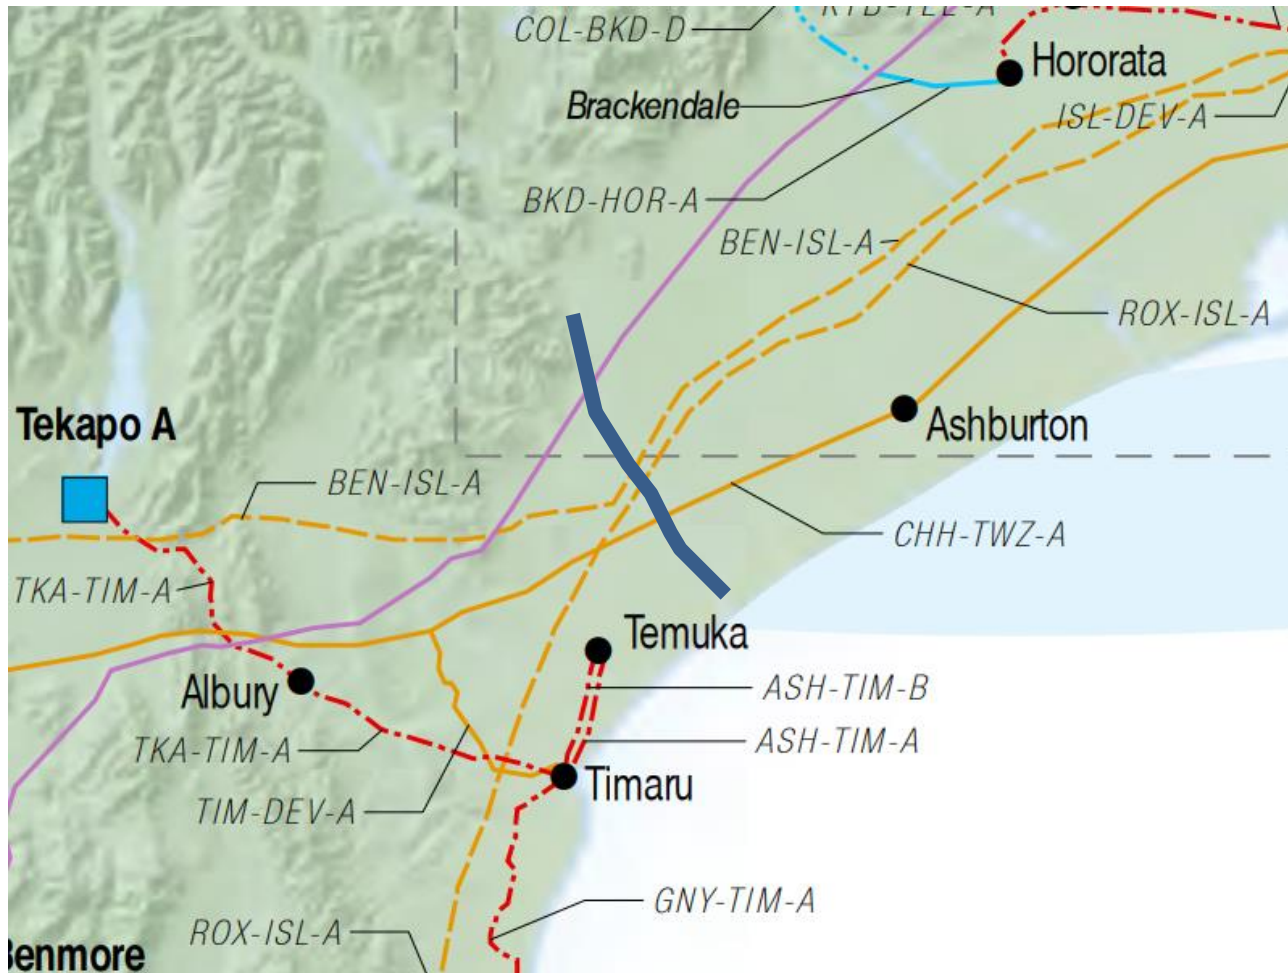 COL-BKD-D
Hororata
Brackendale
ISL-DEV-A
BKD-HOR-A
BEN-ISL-A
ROX-ISL-A
Tekapo A
Ashburton
BEN-ISL-A
CHH-TWZ-A
TKA-TIM-A
Temuka
Albury
ASH-TIM-B
TKA-TIM-A
ASH-TIM-A
Timaru
TIM-DEV-A
GNY-TIM-A
ROX-ISL-A
Benmore